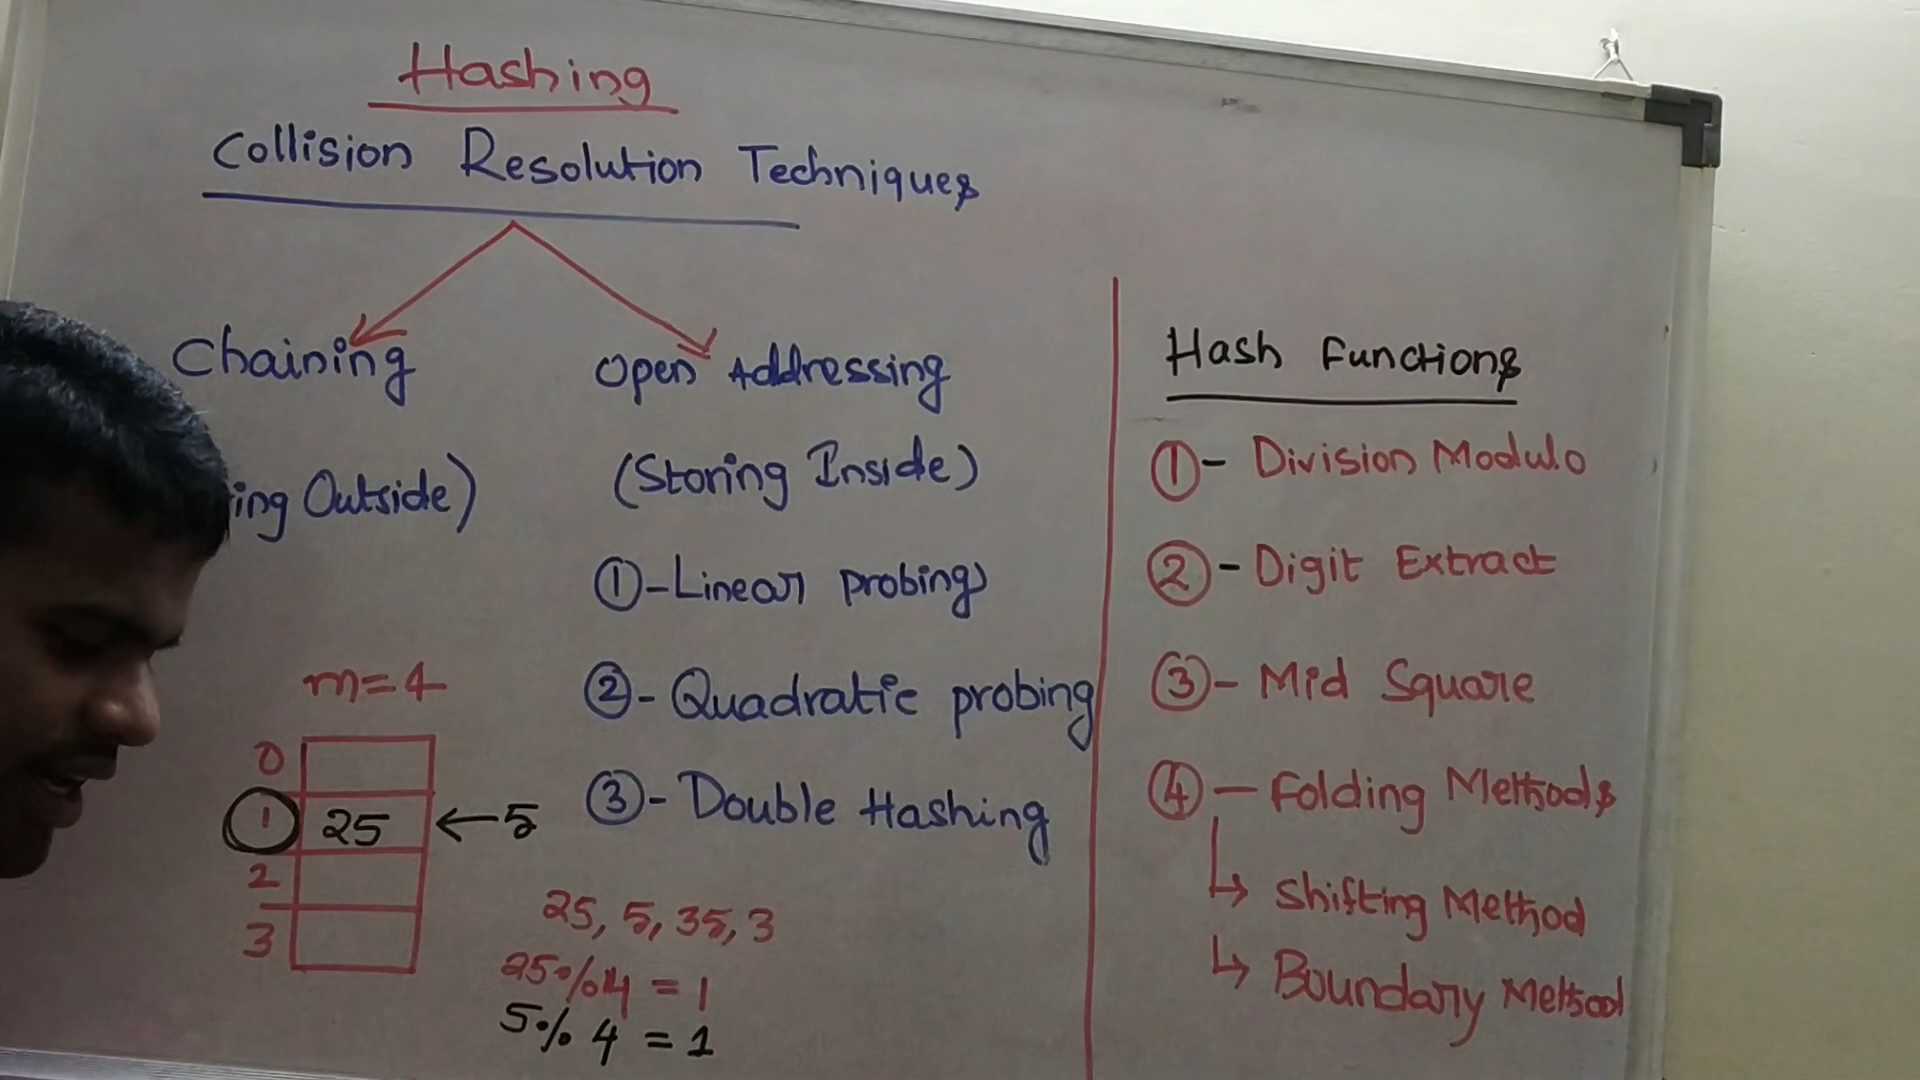 Hashing
Collision Resolution Techniques
Chaining
ing Outside)
m=4
0
1 25 ←5
2
3
Open Addressing
(Storing Inside)
①-Linear probing
②- Quadratic probing
③- Double Hashing
25, 5, 35, 3
25%4 = 1
5% 4 = 1
Hash Functions
①- Division Modulo
②- Digit Extract
③- Mid Square
④- Folding Methods
↳ Shifting Method
↳ Boundary Method